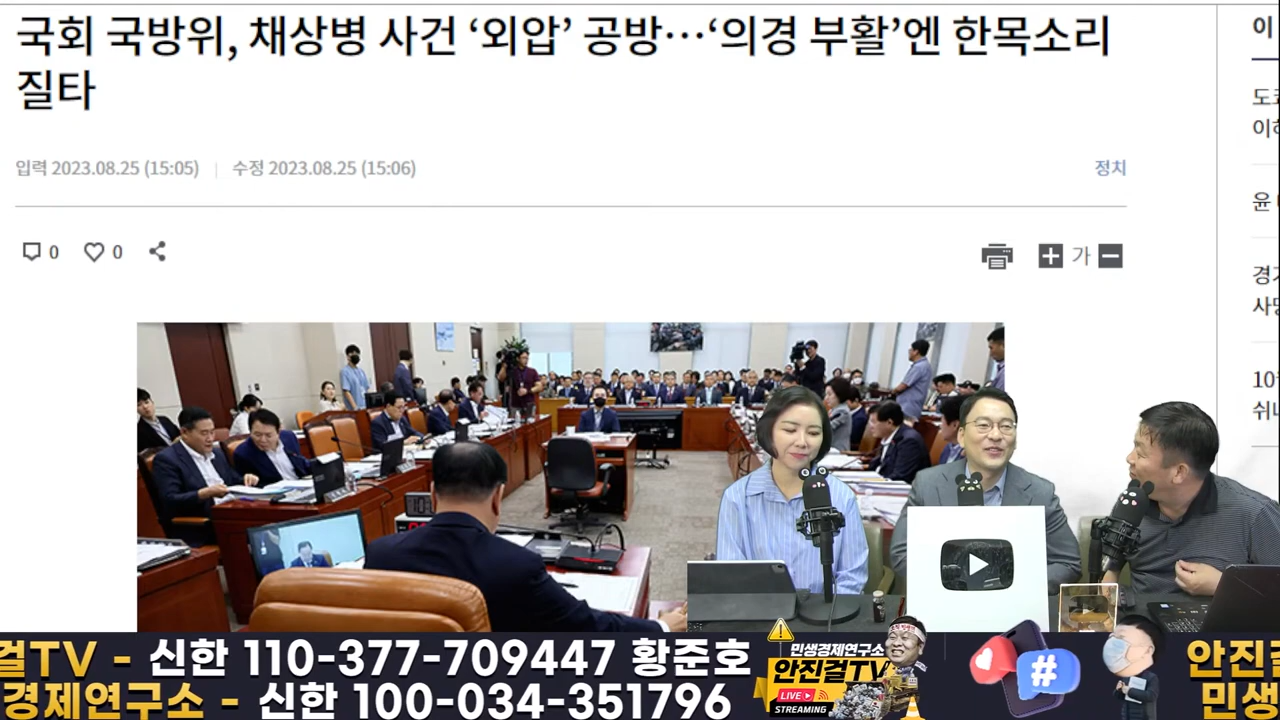 국회 국방위, 채상병 사건 ‘외압’ 공방…‘의경 부활’엔 한목소리
질타
입력 2023.08.25 (15:05) 수정 2023.08.25 (15:06)
정치
0 0
가
이
윤
10
걸TV - 신한 110-377-709447 황준호
경제연구소 - 신한 100-034-351796
민생경제연구소
안진걸TV
LIVE
STREAMING
#
안진걸
민생